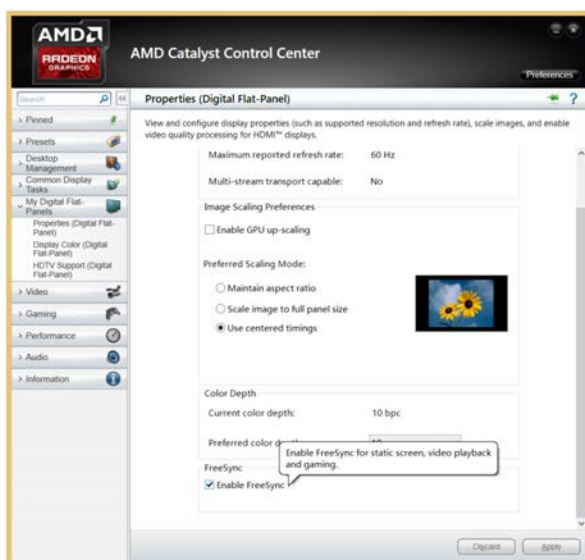 AMD
RADEON
GRAPHICS
AMD Catalyst Control Center
Preferences
Search
Properties (Digital Flat-Panel)
View and configure display properties (such as supported resolution and refresh rate), scale images, and enable
video quality processing for HDMI™ displays.
Pinned
Presets
Desktop
Management
Common Display
Tasks
My Digital Flat-
Panels
Properties (Digital Flat-
Panel)
Display Color (Digital
Flat-Panel)
HDTV Support (Digital
Flat-Panel)
Video
Gaming
Performance
Audio
Information
Maximum reported refresh rate: 60 Hz
Multi-stream transport capable: No
Image Scaling Preferences
Enable GPU up-scaling
Preferred Scaling Mode:
Maintain aspect ratio
Scale image to full panel size
Use centered timings
Color Depth
Current color depth: 10 bpc
Preferred color
Enable FreeSync for static screen, video playback
and gaming.
FreeSync
Enable FreeSync
Discard Apply